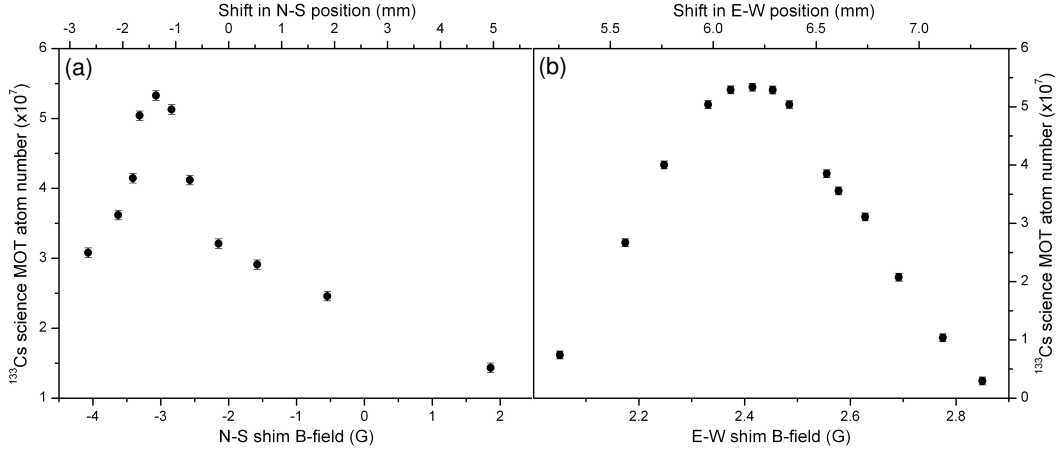 Shift in N-S position (mm)
-3 -2 -1 0 1 2 3 4 5
(a)
6
5
4
3
2
1
¹³³Cs science MOT atom number (x10⁷)
-4 -3 -2 -1 0 1 2
N-S shim B-field (G)
Shift in E-W position (mm)
5.5 6.0 6.5 7.0
(b)
6
5
4
3
2
1
0
¹³³Cs science MOT atom number (x10⁷)
2.2 2.4 2.6 2.8
E-W shim B-field (G)